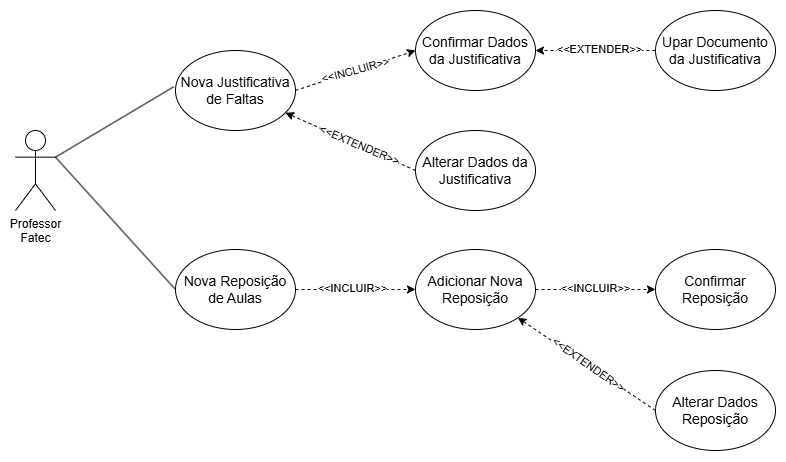 Nova Justificativa
de Faltas
<<INCLUIR>>
Confirmar Dados
da Justificativa
<<EXTENDER>>
Upar Documento
da Justificativa
<<EXTENDER>>
Alterar Dados da
Justificativa
Professor
Fatec
Nova Reposição
de Aulas
<<INCLUIR>>
Adicionar Nova
Reposição
<<INCLUIR>>
Confirmar
Reposição
<<EXTENDER>>
Alterar Dados
Reposição